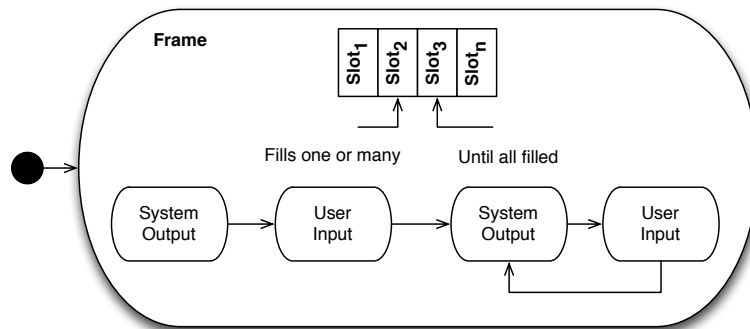 Frame
Slot1
Slot2
Slot3
Slotn
Fills one or many
Until all filled
System
Output
User
Input
System
Output
User
Input